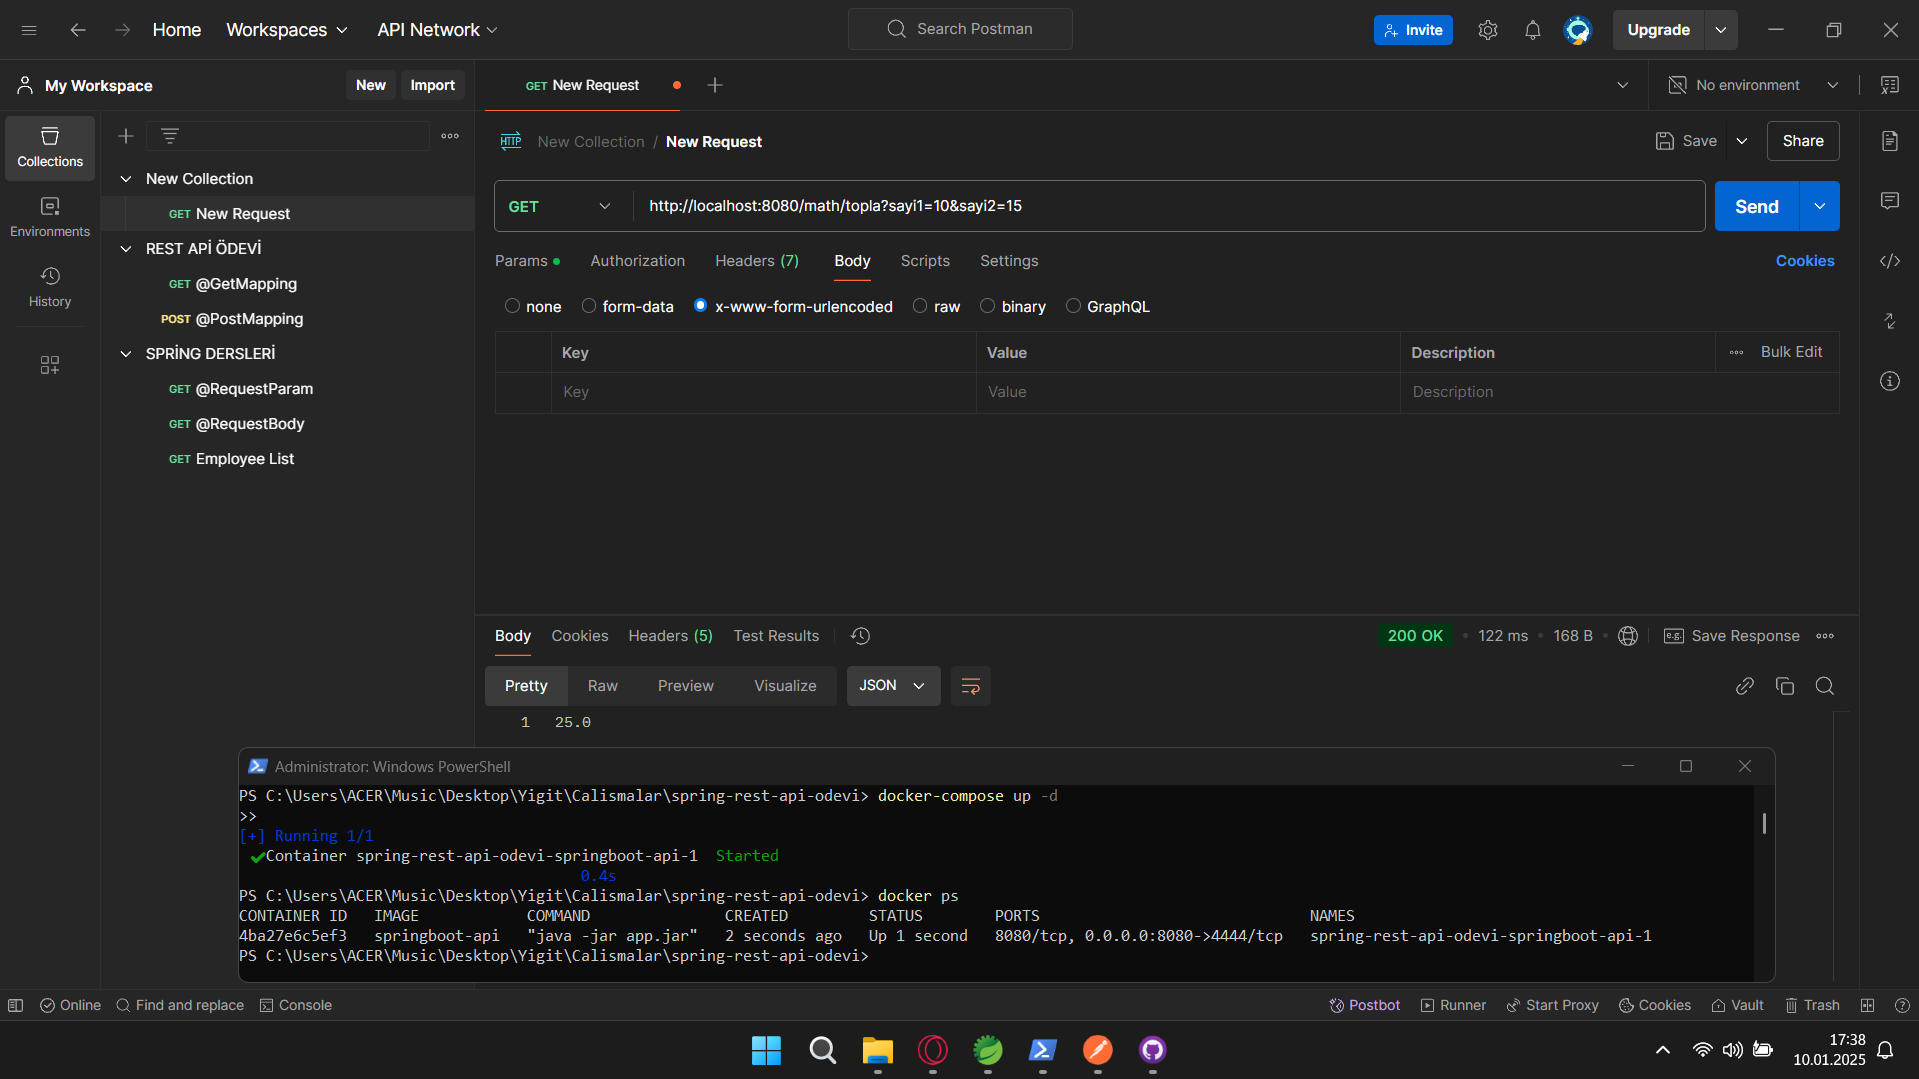 Home Workspaces API Network Search Postman Invite Upgrade
My Workspace New Import GET New Request No environment
Collections
Environments
History
New Collection
GET New Request
REST APİ ÖDEVİ
GET @GetMapping
POST @PostMapping
SPRİNG DERSLERİ
GET @RequestParam
GET @RequestBody
GET Employee List
HTTP New Collection / New Request Save Share
GET http://localhost:8080/math/topla?sayi1=10&sayi2=15 Send
Params Authorization Headers (7) Body Scripts Settings Cookies
none form-data x-www-form-urlencoded raw binary GraphQL
Key Value Description Bulk Edit
Key Value Description
Body Cookies Headers (5) Test Results 200 OK 122 ms 168 B e.g. Save Response
Pretty Raw Preview Visualize JSON
1 25.0
Administrator: Windows PowerShell
PS C:\Users\ACER\Music\Desktop\Yigit\Calismalar\spring-rest-api-odevi> docker-compose up -d
>>
[+] Running 1/1
Container spring-rest-api-odevi-springboot-api-1 Started
0.4s
PS C:\Users\ACER\Music\Desktop\Yigit\Calismalar\spring-rest-api-odevi> docker ps
CONTAINER ID IMAGE COMMAND CREATED STATUS PORTS NAMES
4ba27e6c5ef3 springboot-api "java -jar app.jar" 2 seconds ago Up 1 second 8080/tcp, 0.0.0.0:8080->4444/tcp spring-rest-api-odevi-springboot-api-1
PS C:\Users\ACER\Music\Desktop\Yigit\Calismalar\spring-rest-api-odevi>
Online Find and replace Console Postbot Runner Start Proxy Cookies Vault Trash
17:38
10.01.2025